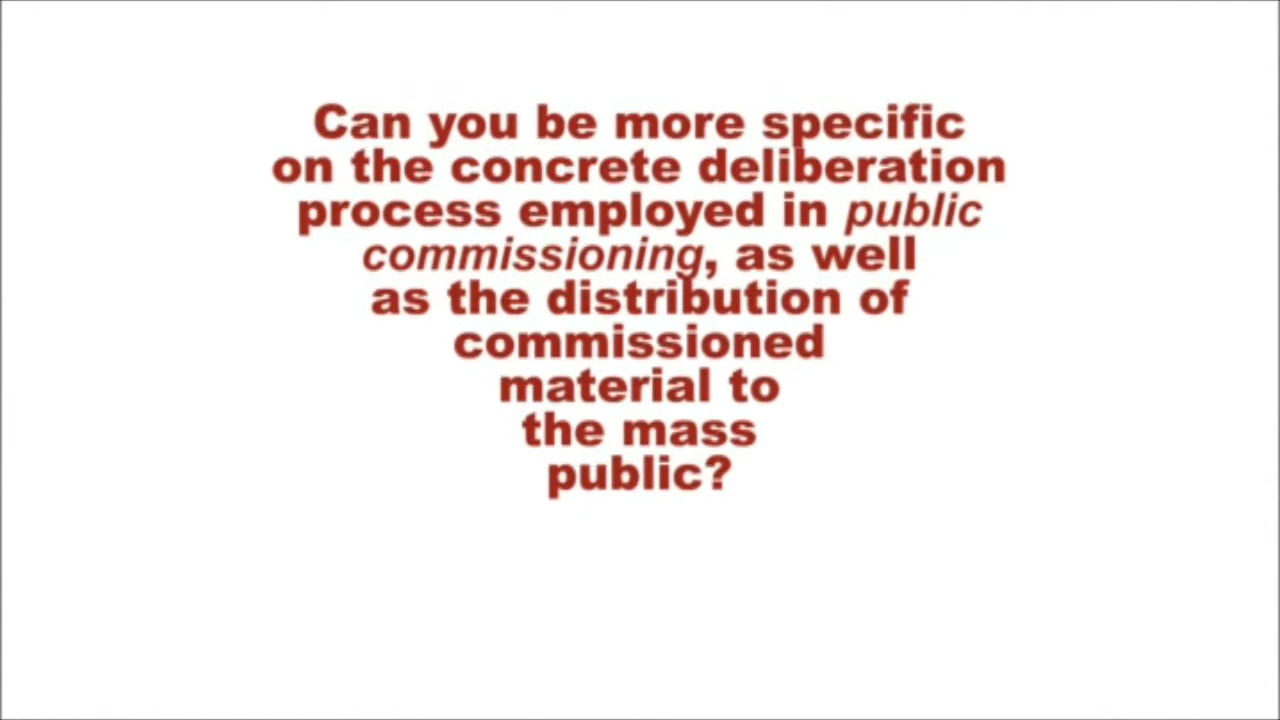 Can you be more specific
on the concrete deliberation
process employed in public
commissioning, as well
as the distribution of
commissioned
material to
the mass
public?